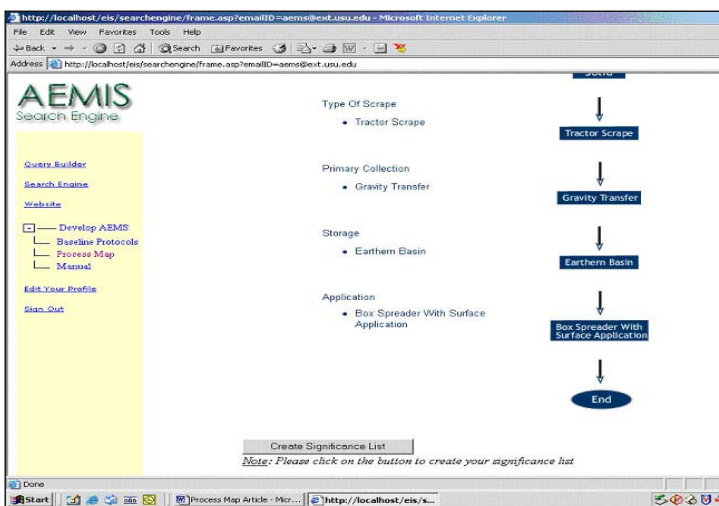 http://localhost/eis/searchengine/frame.asp?emailID=aems@ext.usu.edu - Microsoft Internet Explorer
File Edit View Favorites Tools Help
Back Search Favorites
Address http://localhost/eis/searchengine/frame.asp?emailID=aems@ext.usu.edu
AEMIS
Search Engine
Query Builder
Search Engine
Website
Develop AEMS
Baseline Protocols
Process Map
Manual
Edit Your Profile
Sign Out
Solid
Type Of Scrape
Tractor Scrape
Tractor Scrape
Primary Collection
Gravity Transfer
Gravity Transfer
Storage
Earthern Basin
Earthern Basin
Application
Box Spreader With Surface
Application
Box Spreader With
Surface Application
End
Create Significance List
Note: Please click on the button to create your significance list
Done
Start Process Map Article - Micr... http://localhost/eis/s...